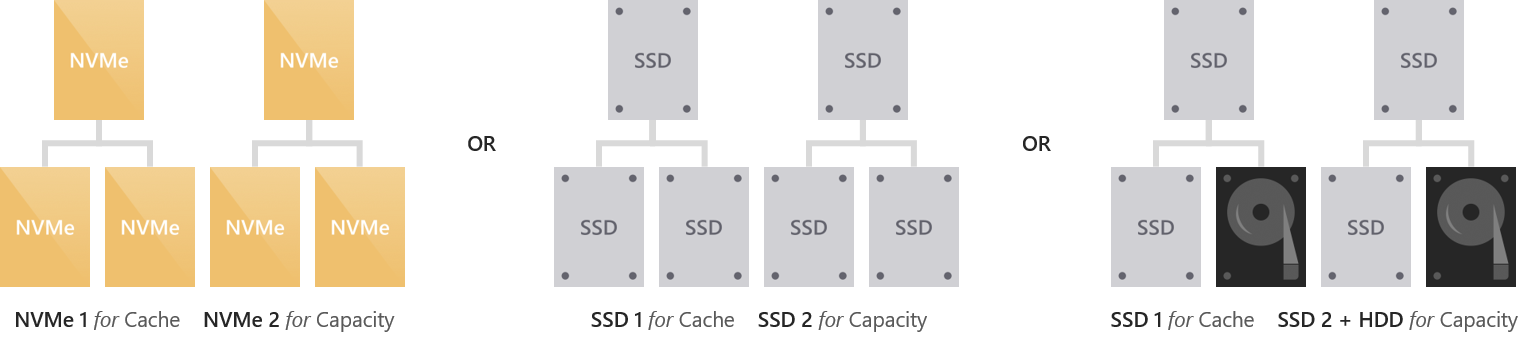 NVMe NVMe SSD SSD SSD SSD
OR OR
NVMe NVMe NVMe NVMe SSD SSD SSD SSD SSD SSD
NVMe 1 for Cache NVMe 2 for Capacity SSD 1 for Cache SSD 2 for Capacity SSD 1 for Cache SSD 2 + HDD for Capacity